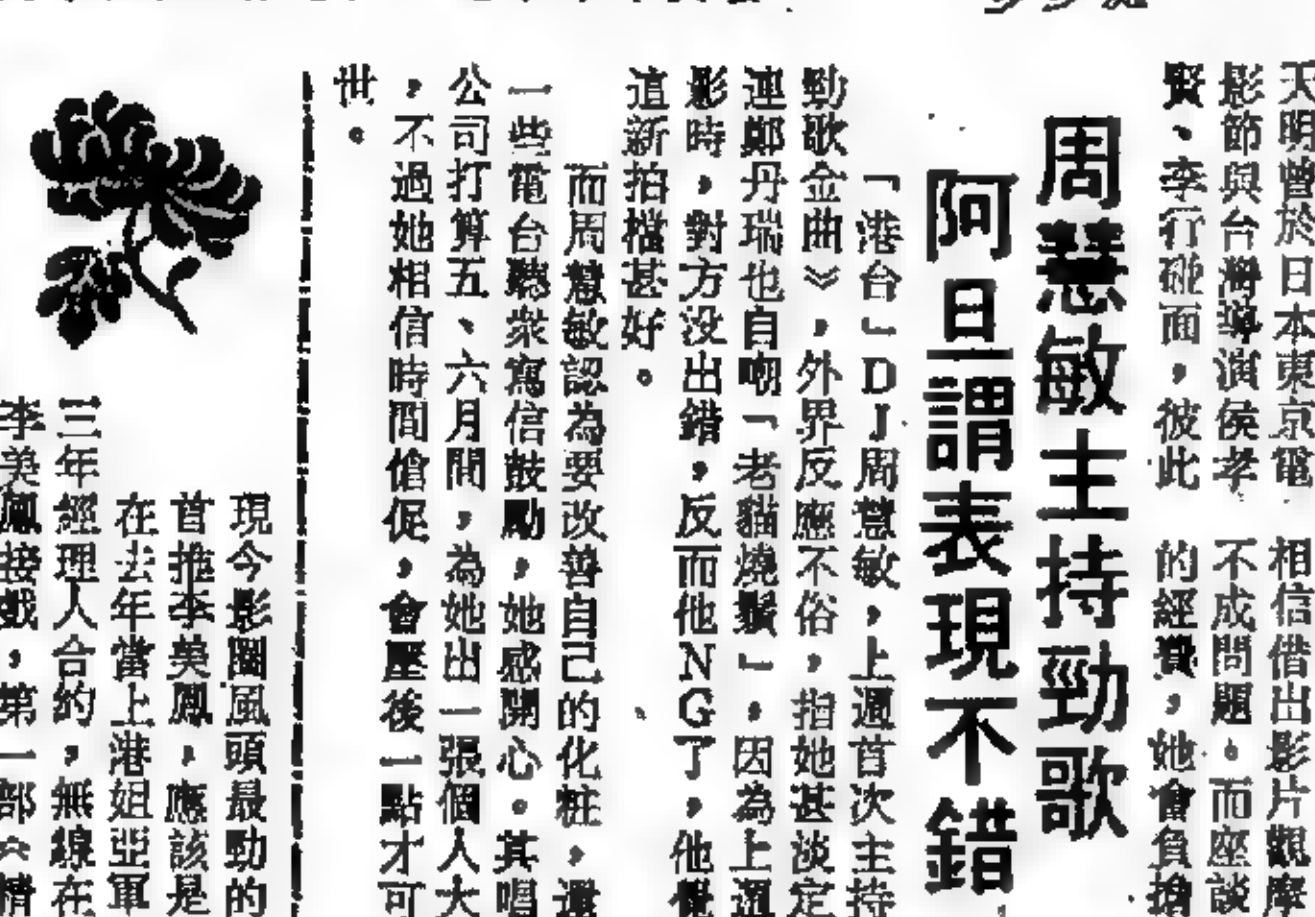 天明曾於日本東京電
影節與台灣導演侯孝
賢、李行碰面，彼此
相信借出影片觀摩
不成問題。而座談
的經費，她會負擔
周慧敏主持勁歌
阿旦謂表現不錯
「港台」DJ周慧敏，上週首次主持
勁歌金曲》，外界反應不俗，指她甚淡定
連鄭丹瑞也自嘲「老貓燒鬚」，因為上週
影時，對方没出錯，反而他NG了，他覺
道新拍檔甚好。
而周慧敏認為要改善自己的化粧，還
一些電台聽衆寫信鼓勵，她感開心。其唱
公司打算五、六月間，為她出一張個人大
，不過她相信時間傖促，會壓後一點才可
世。
現今影圈風頭最勁的
首推李美鳳，應該是
在去年當上港姐亞軍
三年經理人合約，無線在
李美鳳接戲，第一部《情